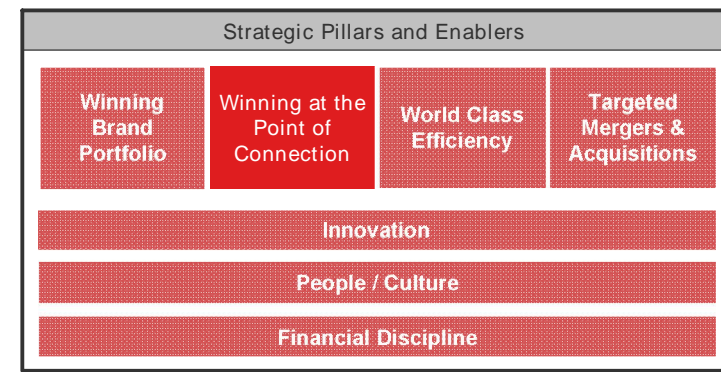 Strategic Pillars and Enablers
Winning
Brand
Portfolio
Winning at the
Point of
Connection
World Class
Efficiency
Targeted
Mergers &
Acquisitions
Innovation
People / Culture
Financial Discipline